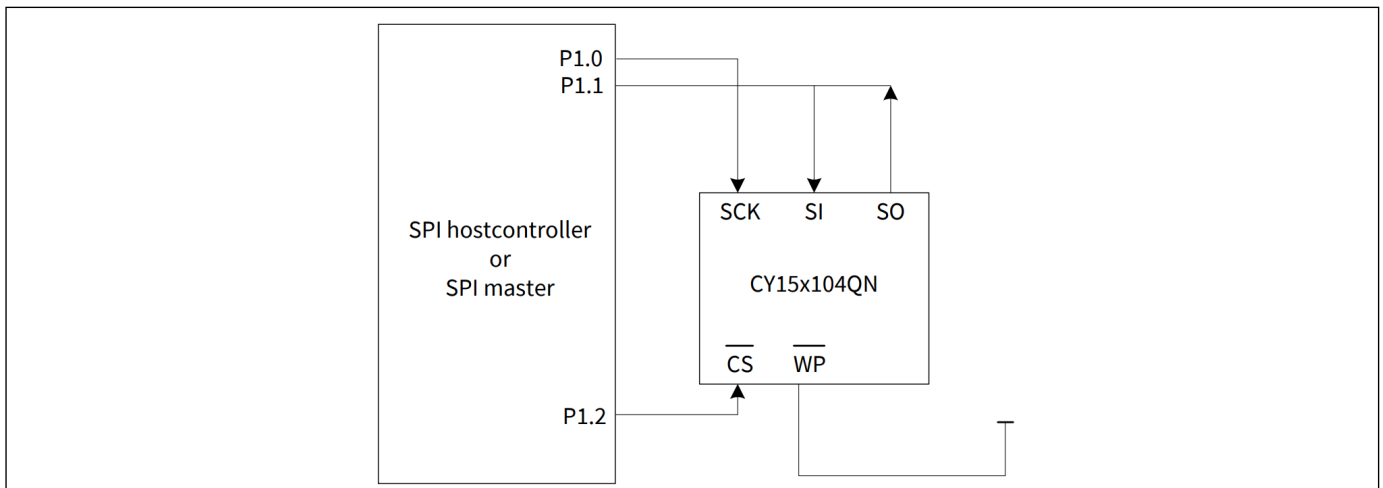 P1.0
P1.1
SPI hostcontroller
or
SPI master
P1.2
SCK SI SO
CY15x104QN
CS WP